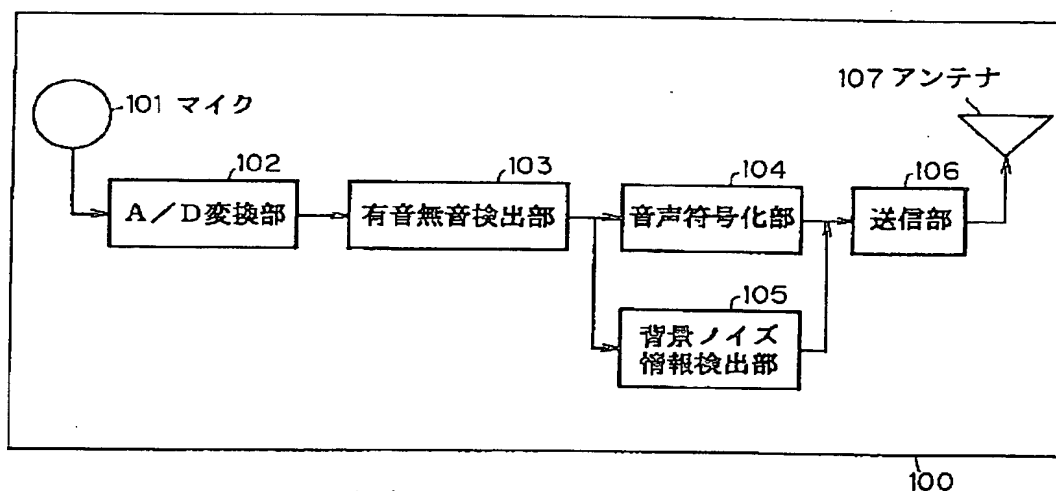 101 マイク
107 アンテナ
102
103
104
106
A/D変換部
有音無音検出部
音声符号化部
送信部
105
背景ノイズ
情報検出部
100